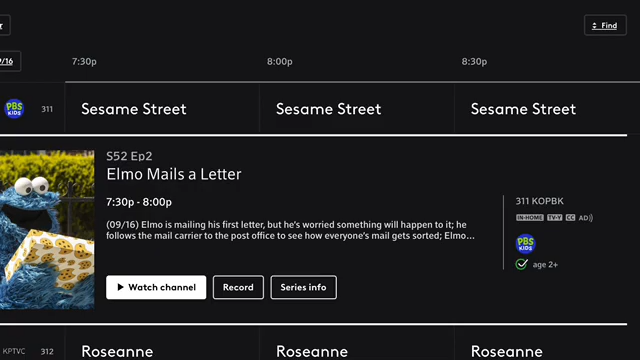 Find
/16
7:30p
8:00p
8:30p
PBS KIDS
311
Sesame Street
Sesame Street
Sesame Street
S52 Ep2
Elmo Mails a Letter
7:30p - 8:00p
(09/16) Elmo is mailing his first letter, but he's worried something will happen to it; he
follows the mail carrier to the post office to see how everyone's mail gets sorted; Elmo...
Watch channel
Record
Series info
311 KOPBK
IN-HOME TV-Y CC AD))
PBS KIDS
age 2+
KPTVC
312
Roseanne
Roseanne
Roseanne